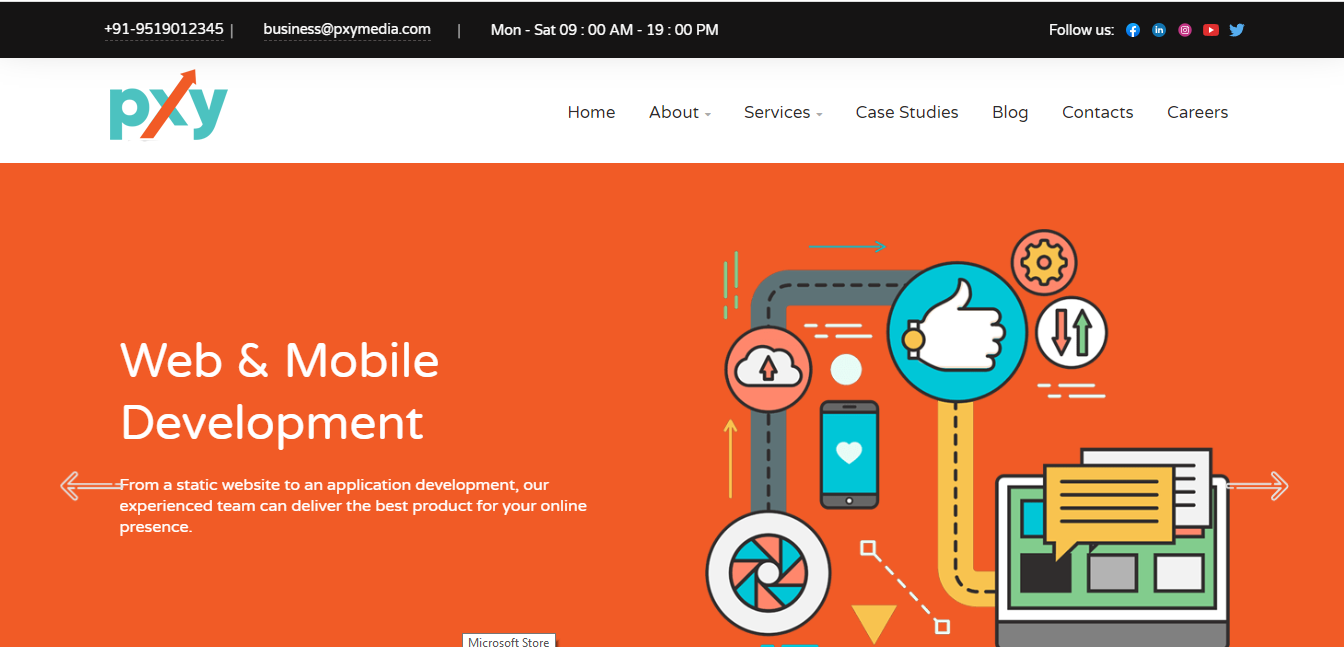 +91-9519012345 | business@pxymedia.com | Mon - Sat 09 : 00 AM - 19 : 00 PM Follow us:
pxy
Home About Services Case Studies Blog Contacts Careers
Web & Mobile
Development
From a static website to an application development, our
experienced team can deliver the best product for your online
presence.
Microsoft Store